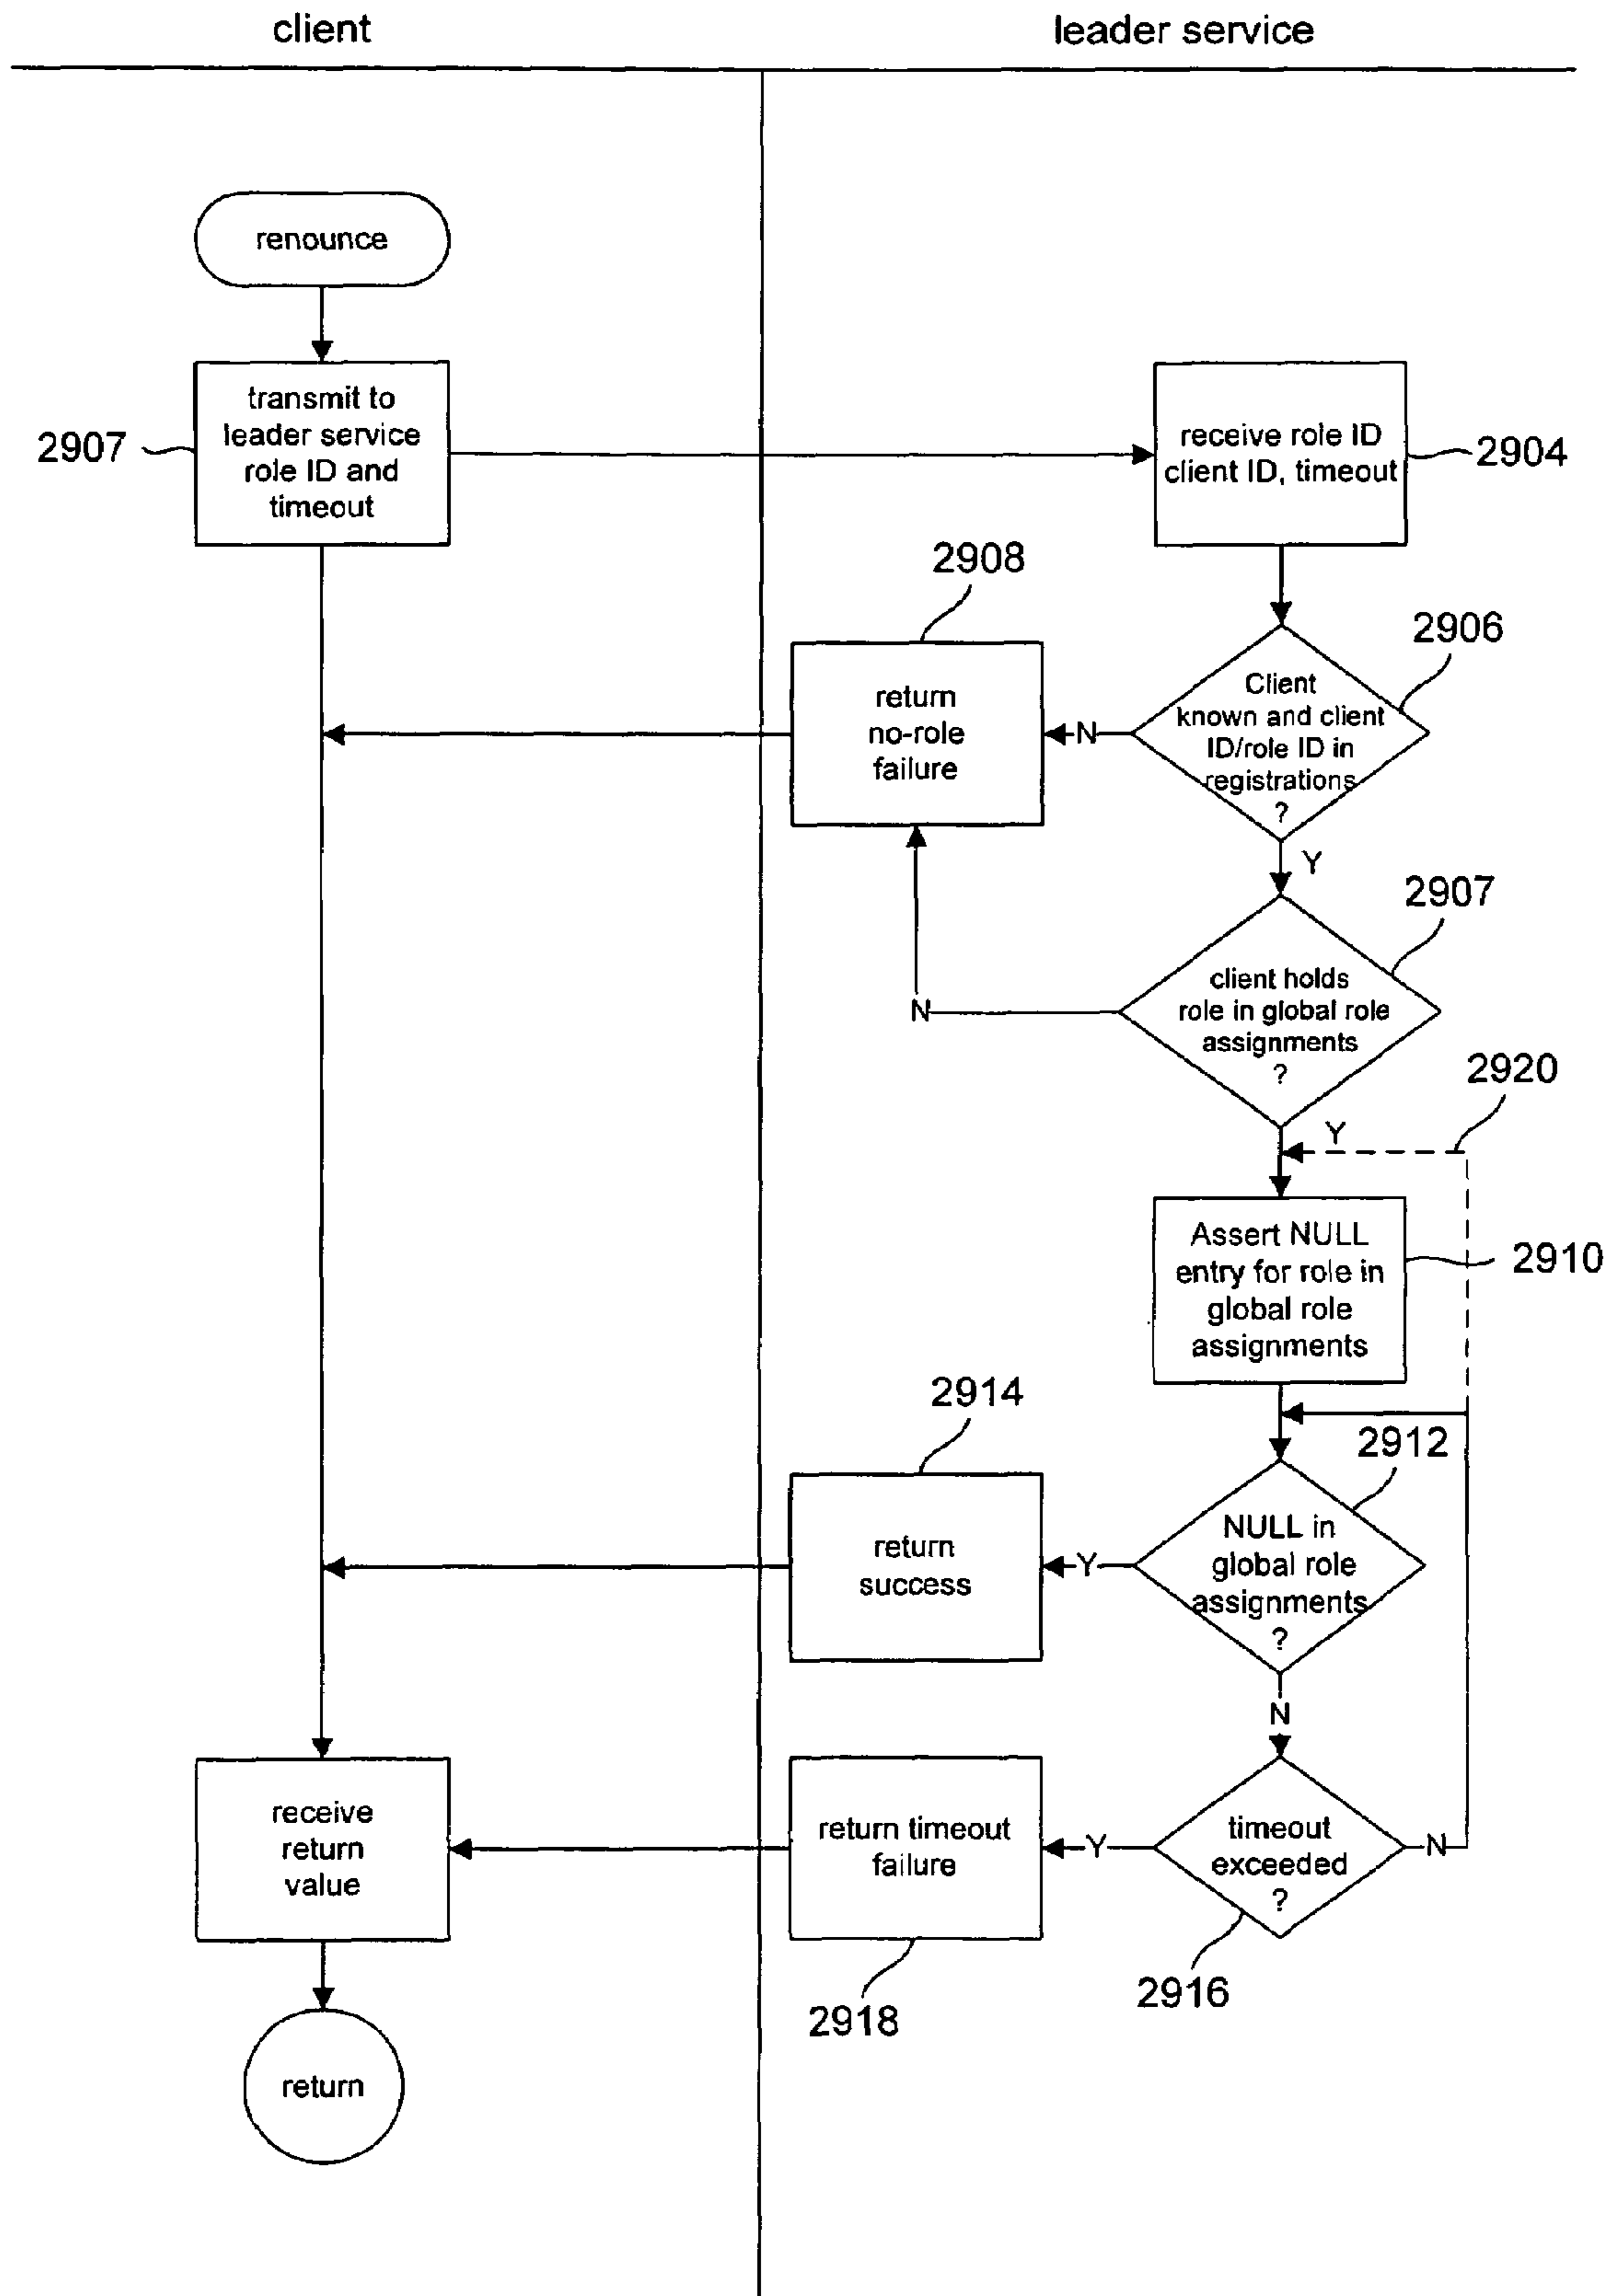 client
leader service
renounce
transmit to
leader service
role ID and
timeout
2907
receive role ID
client ID, timeout
2904
2908
return
no-role
failure
N
2906
Client
known and client
ID/role ID in
registrations
?
Y
2907
client holds
role in global role
assignments
?
N
2920
Y
Assert NULL
entry for role in
global role
assignments
2910
2914
return
success
Y
2912
NULL in
global role
assignments
?
N
receive
return
value
return timeout
failure
Y
timeout
exceeded
?
N
2918
2916
return